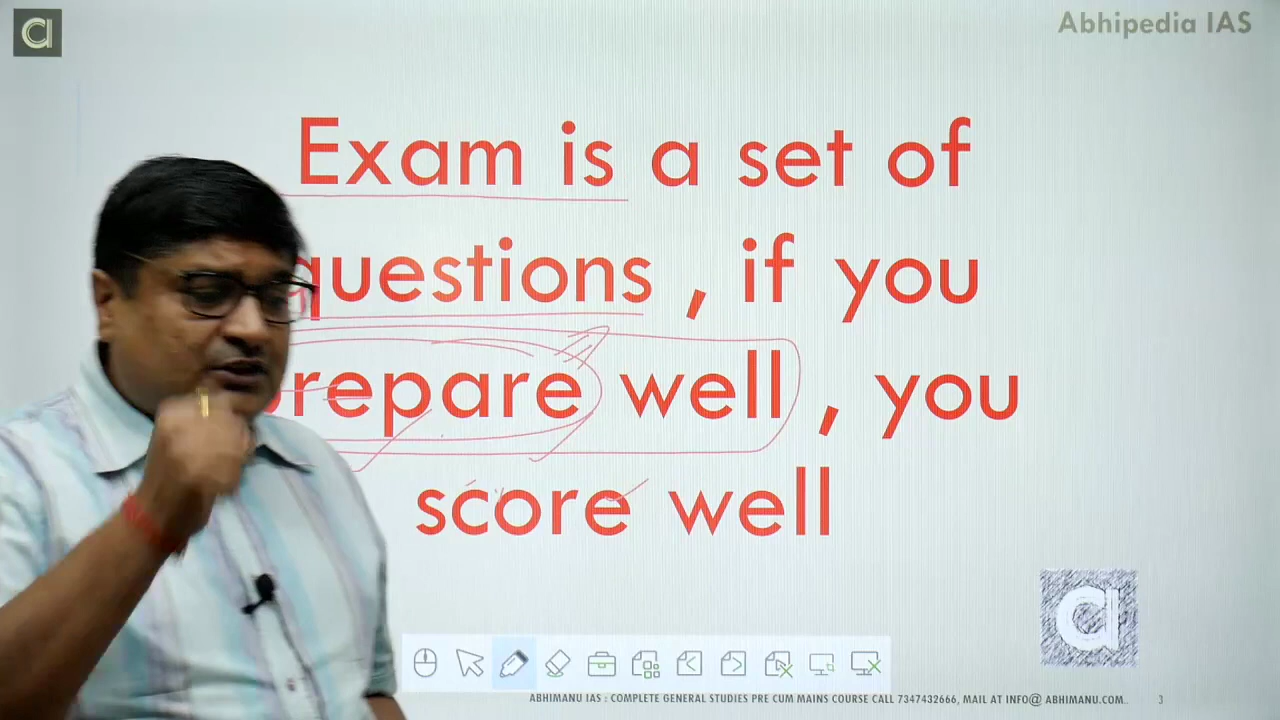 Abhipedia IAS
Exam is a set of
questions , if you
prepare well , you
score well
ABHIMANU IAS : COMPLETE GENERAL STUDIES PRE CUM MAINS COURSE CALL 7347432666, MAIL AT INFO@ ABHIMANU.COM..
3